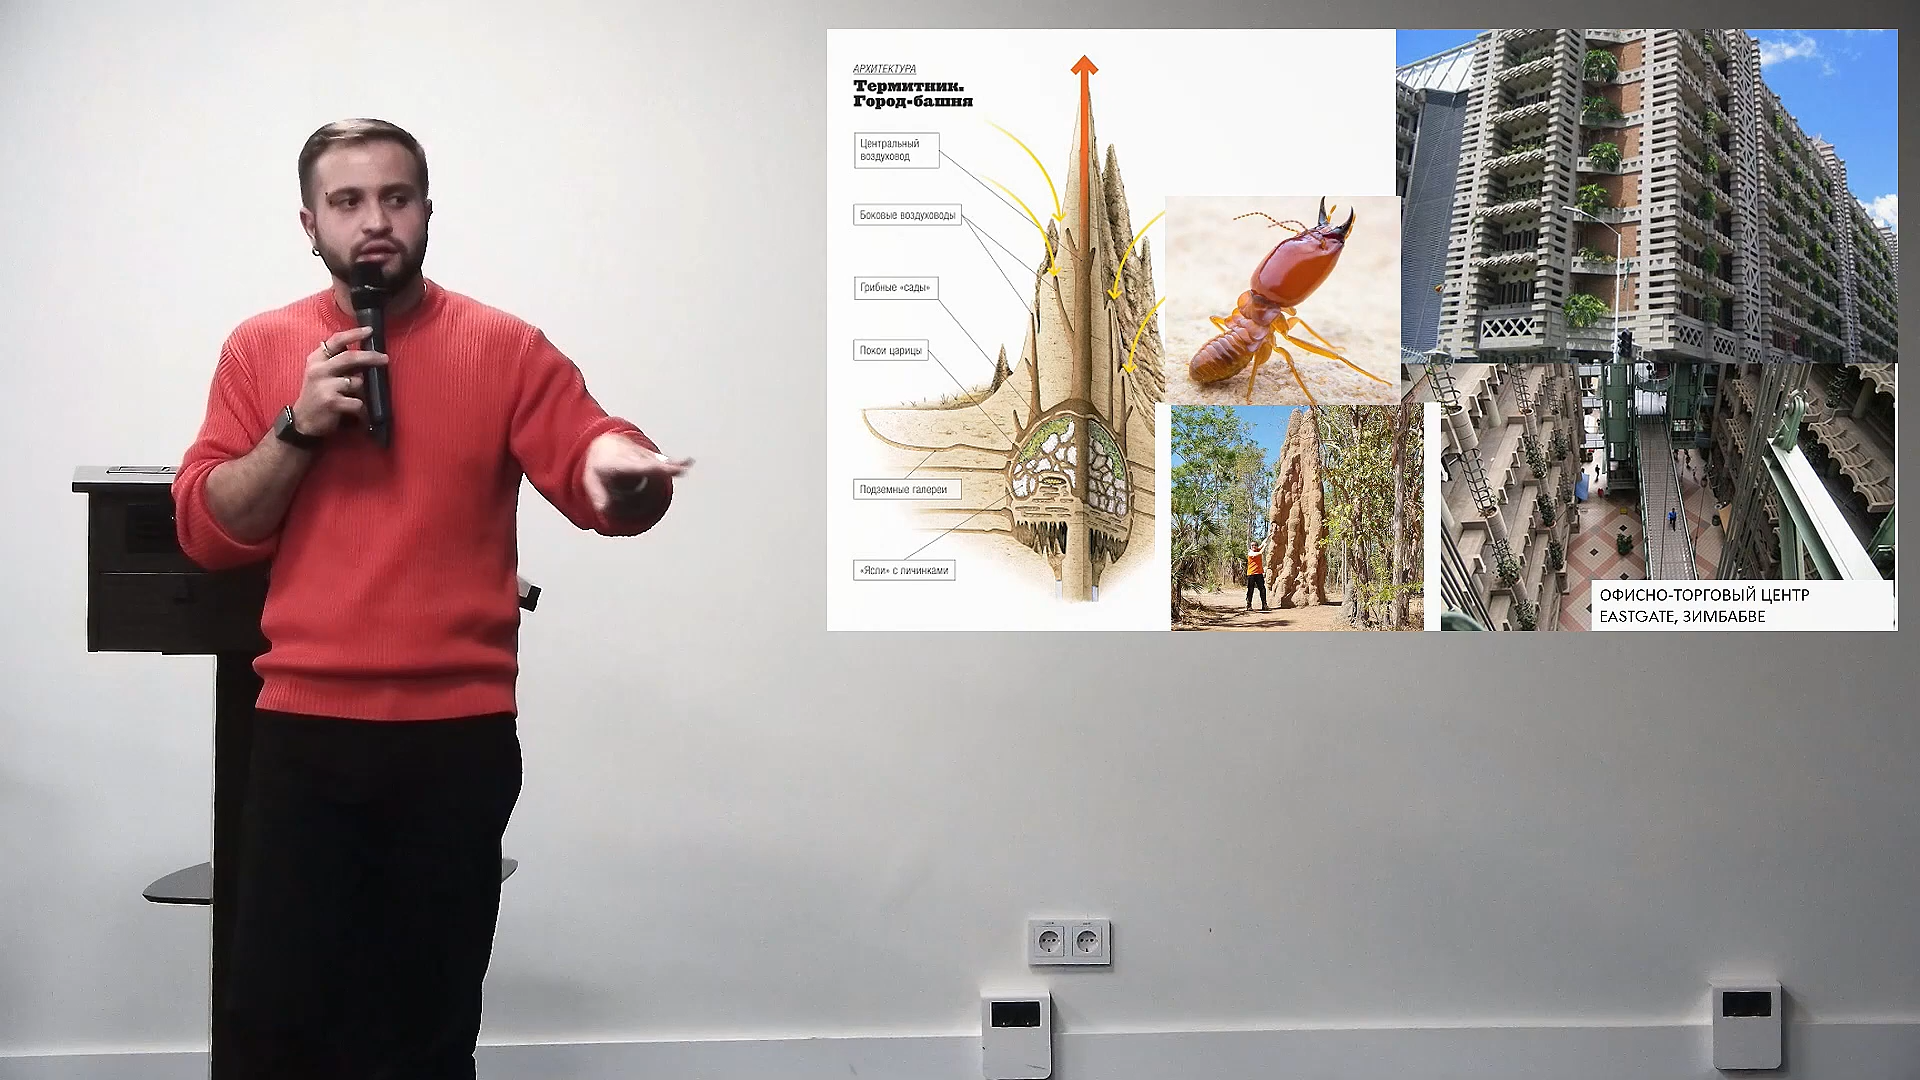 АРХИТЕКТУРА
Термитник.
Город-башня
Центральный
воздуховод
Боковые воздуховоды
Грибные «сады»
Покои царицы
Подземные галереи
«Ясли» с личинками
ОФИСНО-ТОРГОВЫЙ ЦЕНТР
EASTGATE, ЗИМБАБВЕ